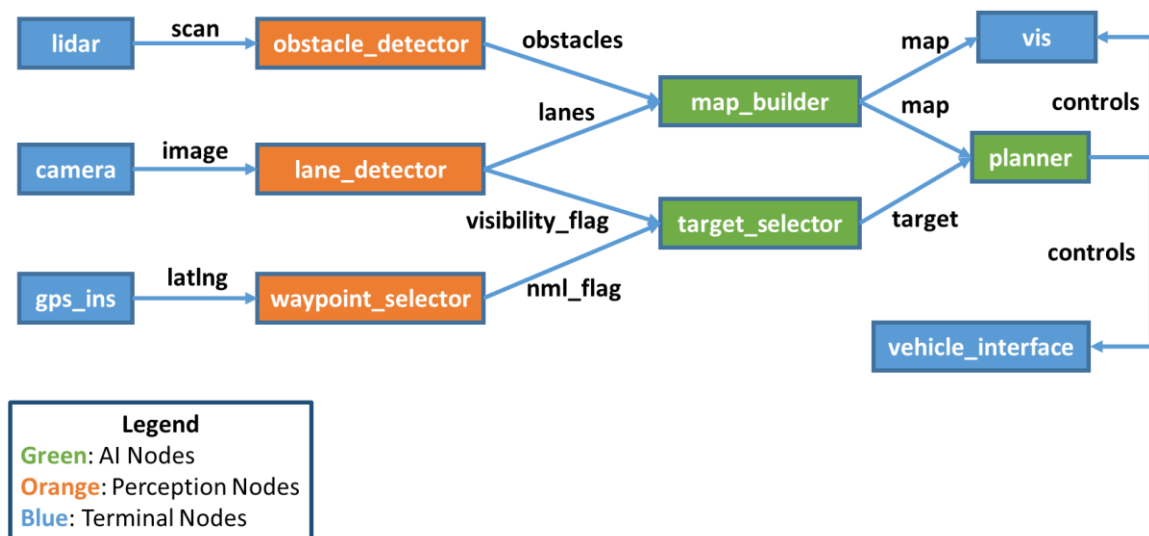 lidar
scan
obstacle_detector
obstacles
map_builder
map
vis
controls
lanes
map
camera
image
lane_detector
planner
visibility_flag
target_selector
target
controls
gps_ins
latlng
waypoint_selector
nml_flag
vehicle_interface
Legend
Green: AI Nodes
Orange: Perception Nodes
Blue: Terminal Nodes